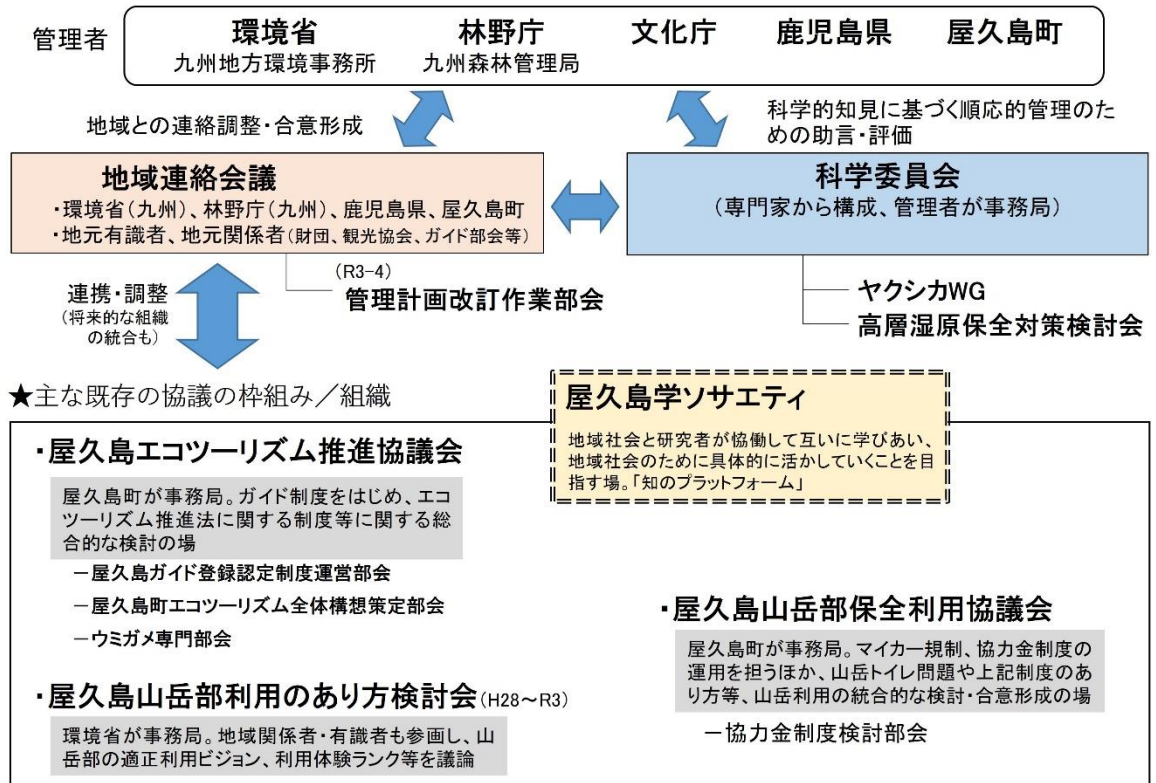 管理者
環境省 林野庁 文化庁 鹿児島県 屋久島町
九州地方環境事務所 九州森林管理局
地域との連絡調整・合意形成
科学的知見に基づく順応的管理のた
めの助言・評価
地域連絡会議
・環境省(九州)、林野庁(九州)、鹿児島県、屋久島町
・地元有識者、地元関係者(財団、観光協会、ガイド部会等)
科学委員会
(専門家から構成、管理者が事務局)
(R3-4)
管理計画改訂作業部会
ヤクシカWG
高層湿原保全対策検討会
連携・調整
(将来的な組織
の統合も)
★主な既存の協議の枠組み/組織
屋久島学ソサエティ
地域社会と研究者が協働して互いに学びあい、
地域社会のために具体的に活かしていくことを目
指す場。「知のプラットフォーム」
・屋久島エコツーリズム推進協議会
屋久島町が事務局。ガイド制度をはじめ、エコ
ツーリズム推進法に関する制度等に関する総
合的な検討の場
-屋久島ガイド登録認定制度運営部会
-屋久島町エコツーリズム全体構想策定部会
-ウミガメ専門部会
・屋久島山岳部利用のあり方検討会(H28~R3)
環境省が事務局。地域関係者・有識者も参画し、山
岳部の適正利用ビジョン、利用体験ランク等を議論
・屋久島山岳部保全利用協議会
屋久島町が事務局。マイカー規制、協力金制度の
運用を担うほか、山岳トイレ問題や上記制度のあ
り方等、山岳利用の統合的な検討・合意形成の場
-協力金制度検討部会